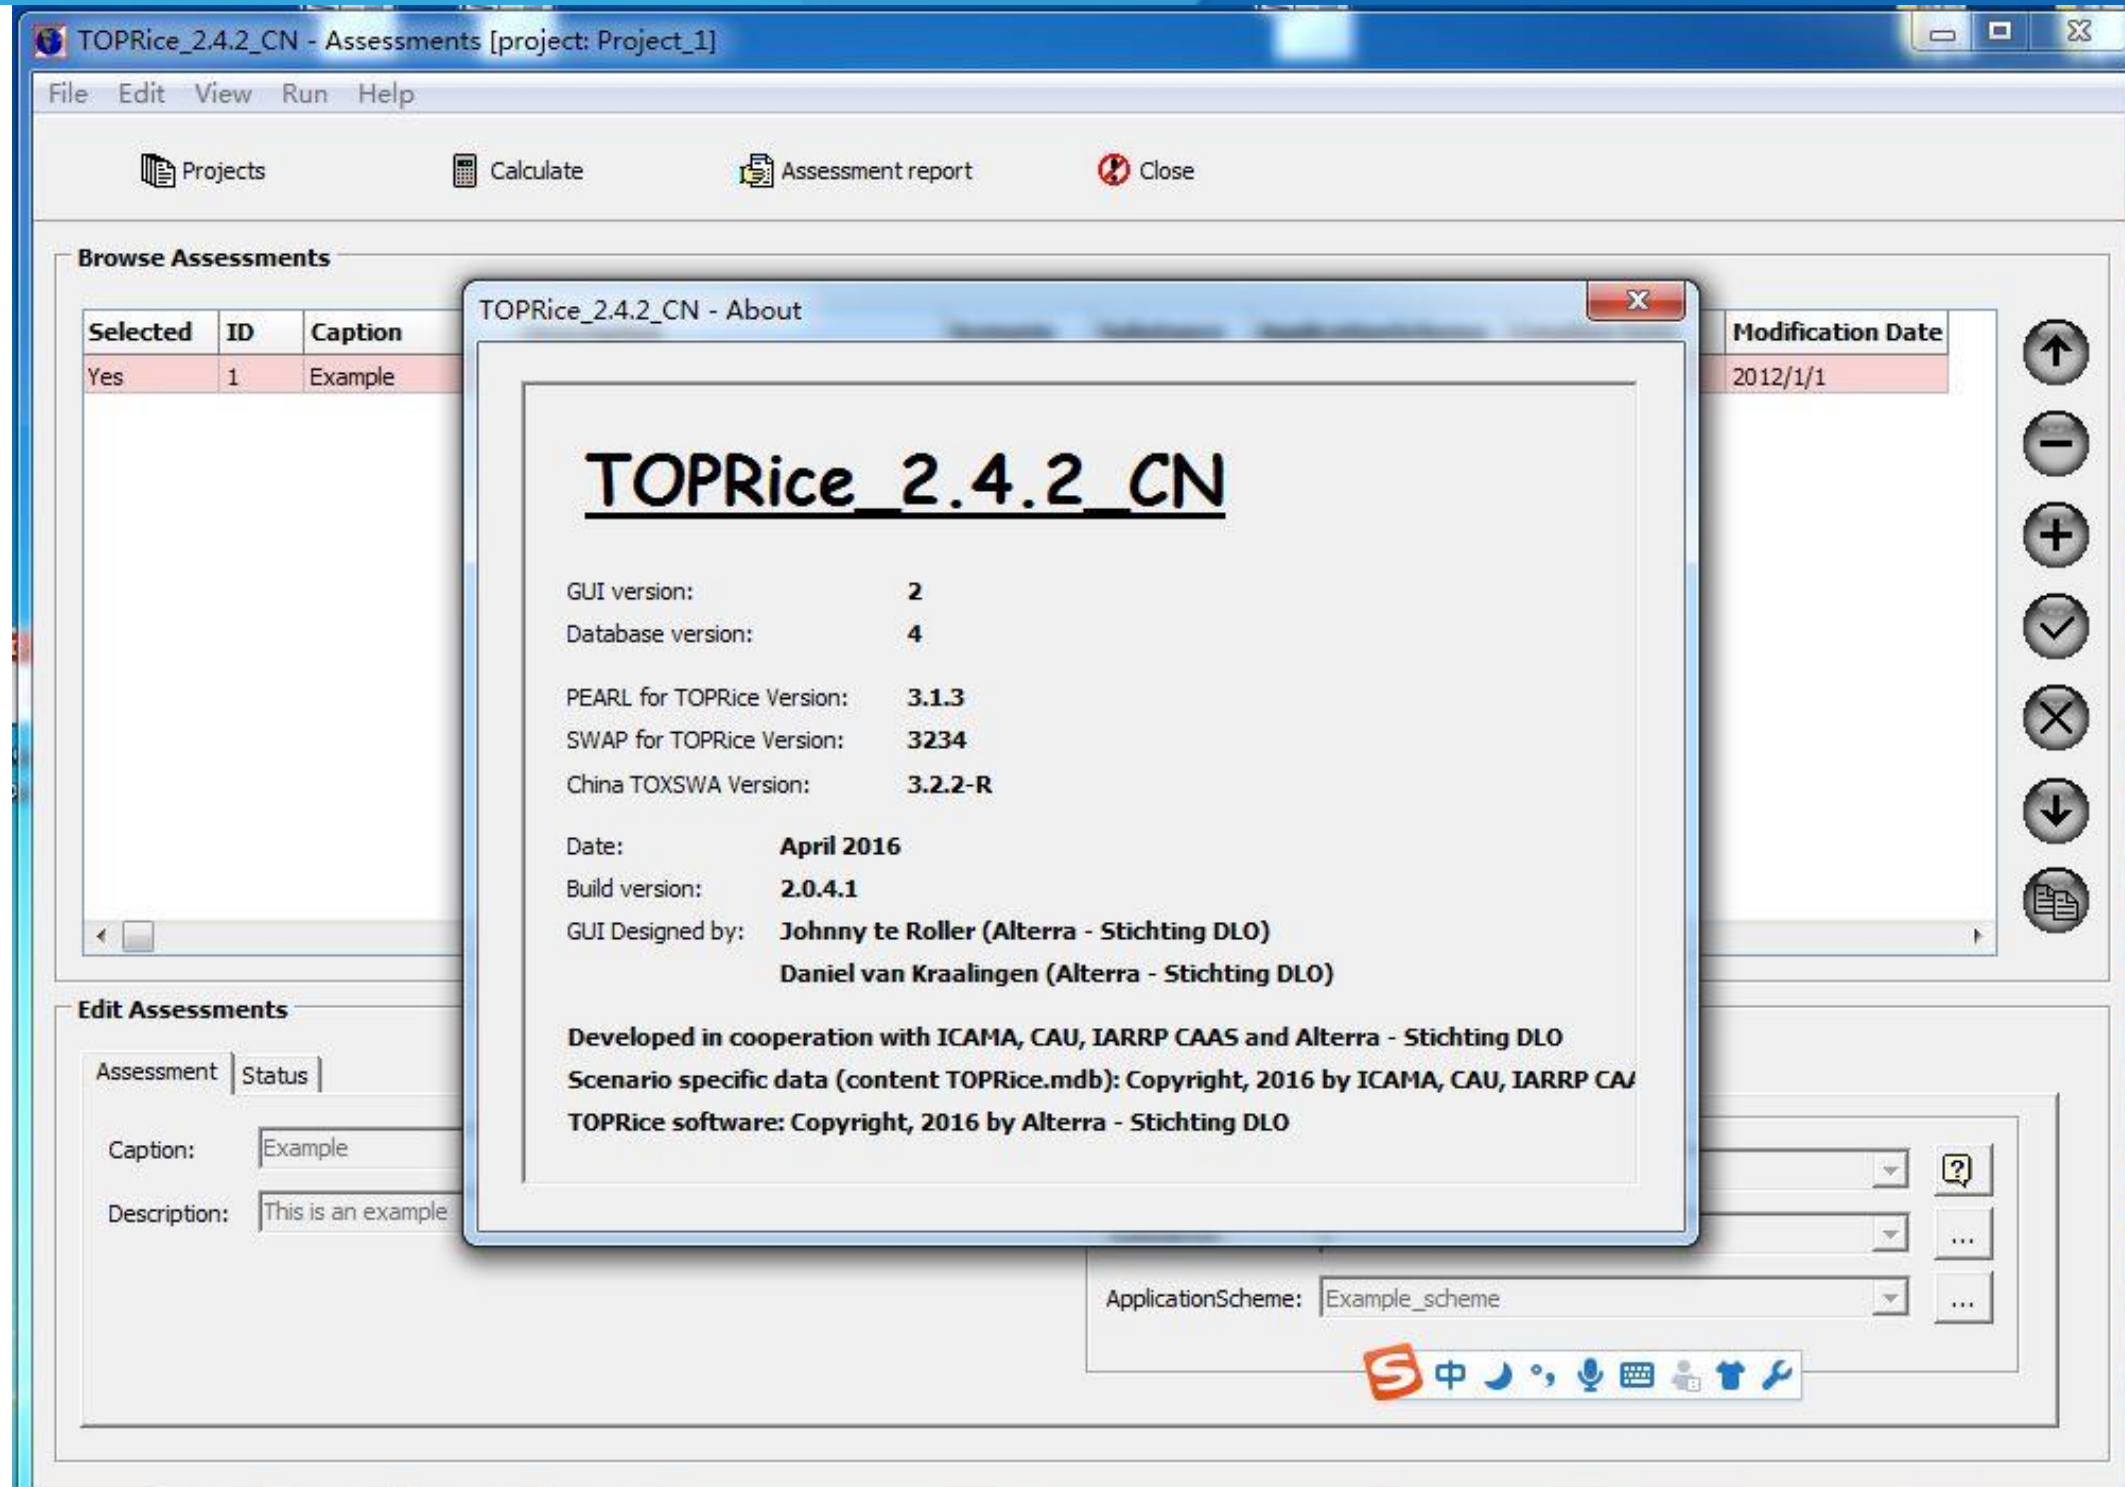 TOPRice_2.4.2_CN - Assessments [project: Project_1]
File Edit View Run Help
Projects Calculate Assessment report Close
Browse Assessments
Selected ID Caption Modification Date
Yes 1 Example 2012/1/1
TOPRice_2.4.2_CN - About
TOPRice_2.4.2_CN
GUI version: 2
Database version: 4
PEARL for TOPRice Version: 3.1.3
SWAP for TOPRice Version: 3234
China TOXSWA Version: 3.2.2-R
Date: April 2016
Build version: 2.0.4.1
GUI Designed by: Johnny te Roller (Alterra - Stichting DLO)
Daniel van Kraalingen (Alterra - Stichting DLO)
Developed in cooperation with ICAMA, CAU, IARRP CAAS and Alterra - Stichting DLO
Scenario specific data (content TOPRice.mdb): Copyright, 2016 by ICAMA, CAU, IARRP
TOPRice software: Copyright, 2016 by Alterra - Stichting DLO
Edit Assessments
Assessment Status
Caption: Example
Description: This is an example
...
ApplicationScheme: Example_scheme ...
中